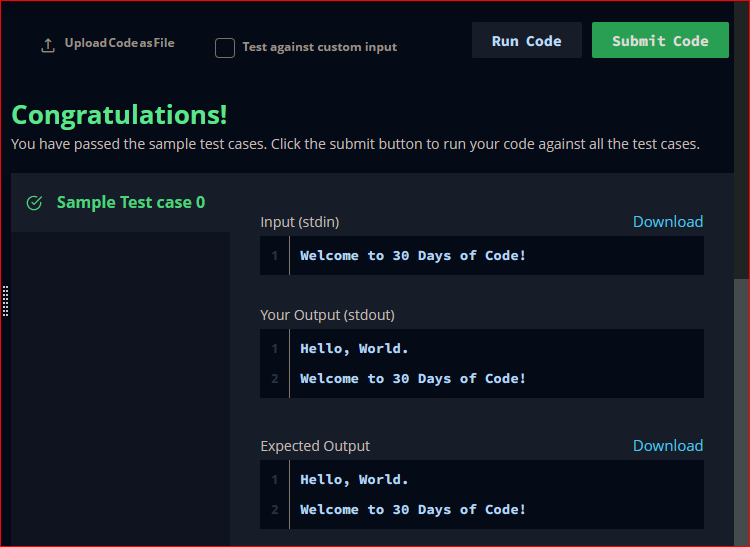 Upload Code as File
Test against custom input
Run Code
Submit Code
Congratulations!
You have passed the sample test cases. Click the submit button to run your code against all the test cases.
Sample Test case 0
Input (stdin)
Download
1 Welcome to 30 Days of Code!
Your Output (stdout)
1 Hello, World.
2 Welcome to 30 Days of Code!
Expected Output
Download
1 Hello, World.
2 Welcome to 30 Days of Code!